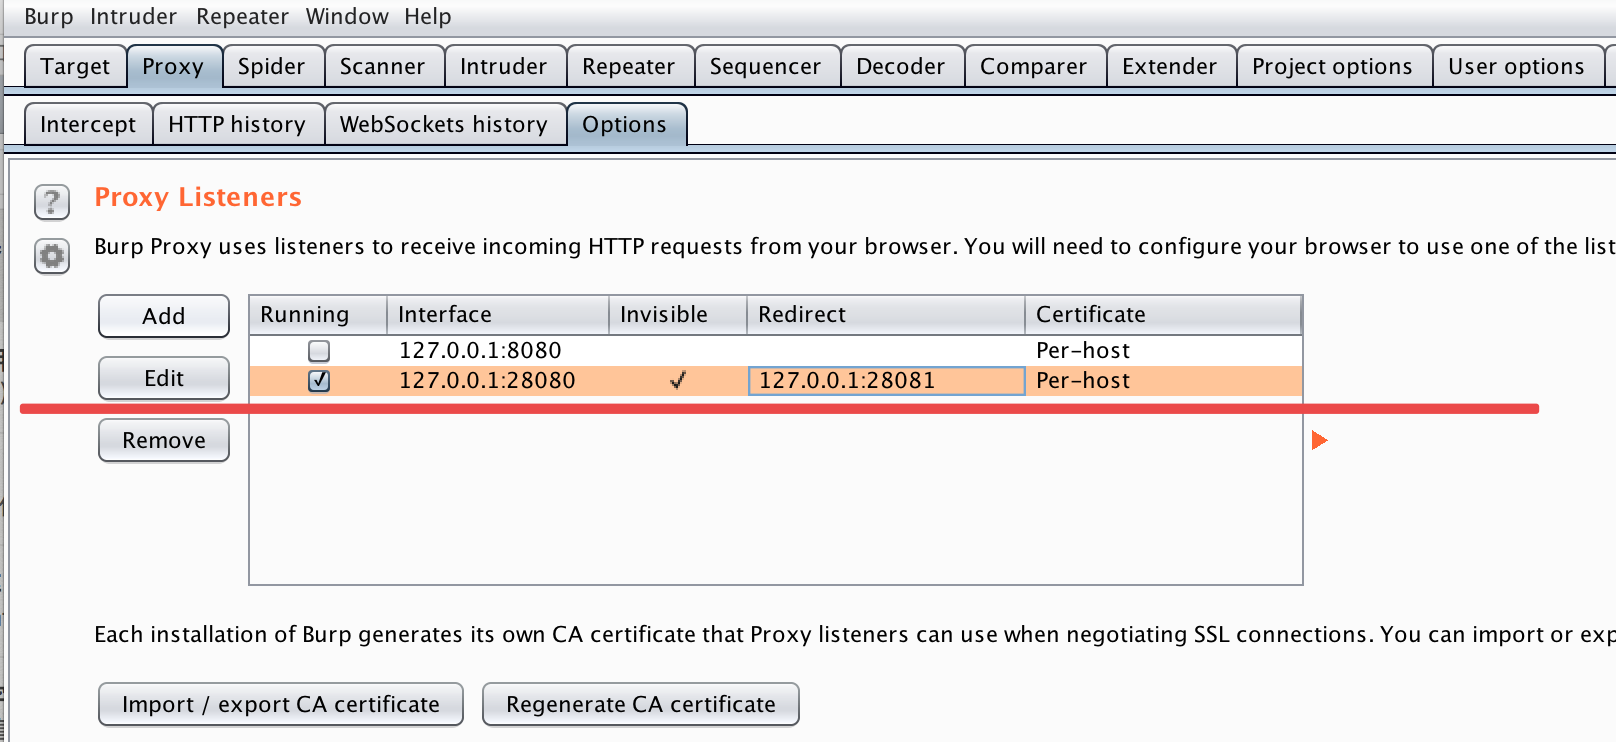 Burp Intruder Repeater Window Help
Target Proxy Spider Scanner Intruder Repeater Sequencer Decoder Comparer Extender Project options User options
Intercept HTTP history WebSockets history Options
? Proxy Listeners
Burp Proxy uses listeners to receive incoming HTTP requests from your browser. You will need to configure your browser to use one of the list
Add Running Interface Invisible Redirect Certificate
127.0.0.1:8080 Per-host
Edit 127.0.0.1:28080 127.0.0.1:28081 Per-host
Remove
Each installation of Burp generates its own CA certificate that Proxy listeners can use when negotiating SSL connections. You can import or exp
Import / export CA certificate Regenerate CA certificate